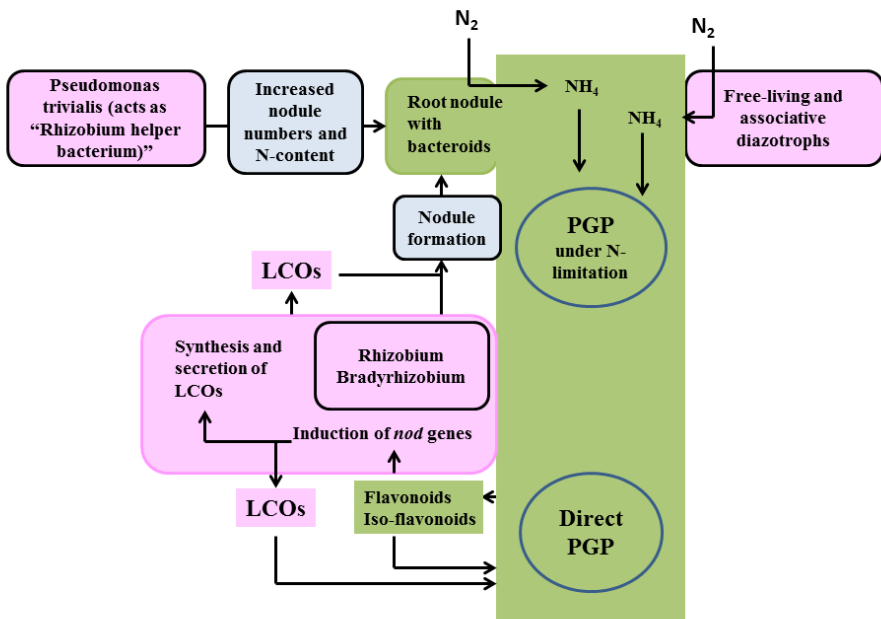 N₂
N₂
Pseudomonas
trivialis (acts as
“Rhizobium helper
bacterium)”
Increased
nodule
numbers and
N-content
Root nodule
with
bacteroids
NH₄
NH₄
Free-living and
associative
diazotrophs
Nodule
formation
PGP
under N-
limitation
LCOs
Synthesis and
secretion of
LCOs
Rhizobium
Bradyrhizobium
Induction of nod genes
LCOs
Flavonoids
Iso-flavonoids
Direct
PGP